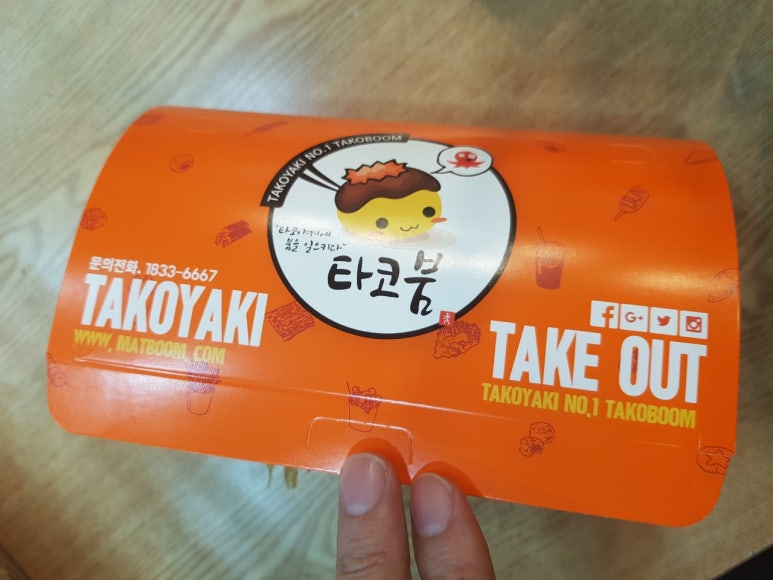 TAKOYAKI NO.1 TAKOBOOM
"타코야끼에
붐을 일으키다"
타코붐
문의전화. 1833-6667
TAKOYAKI
WWW. MATBOOM. COM
f G+
TAKE OUT
TAKOYAKI NO.1 TAKOBOOM